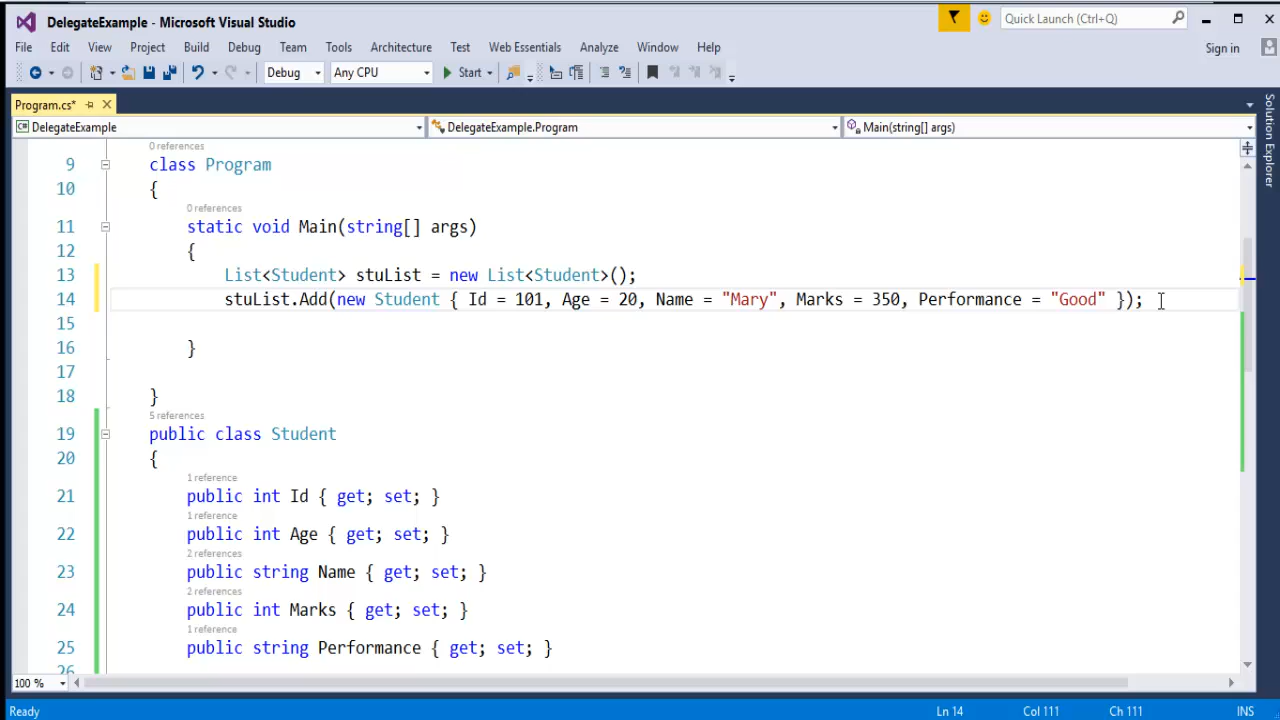 DelegateExample - Microsoft Visual Studio
Quick Launch (Ctrl+Q)
File Edit View Project Build Debug Team Tools Architecture Test Web Essentials Analyze Window Help
Sign in
Debug Any CPU Start
Program.cs*
DelegateExample DelegateExample.Program Main(string[] args)
Solution Explorer
0 references
9 class Program
10 {
0 references
11 static void Main(string[] args)
12 {
13 List<Student> stuList = new List<Student>();
14 stuList.Add(new Student { Id = 101, Age = 20, Name = "Mary", Marks = 350, Performance = "Good" });
15
16 }
17
18 }
5 references
19 public class Student
20 {
1 reference
21 public int Id { get; set; }
1 reference
22 public int Age { get; set; }
2 references
23 public string Name { get; set; }
2 references
24 public int Marks { get; set; }
1 reference
25 public string Performance { get; set; }
26
100 %
Ready Ln 14 Col 111 Ch 111 INS